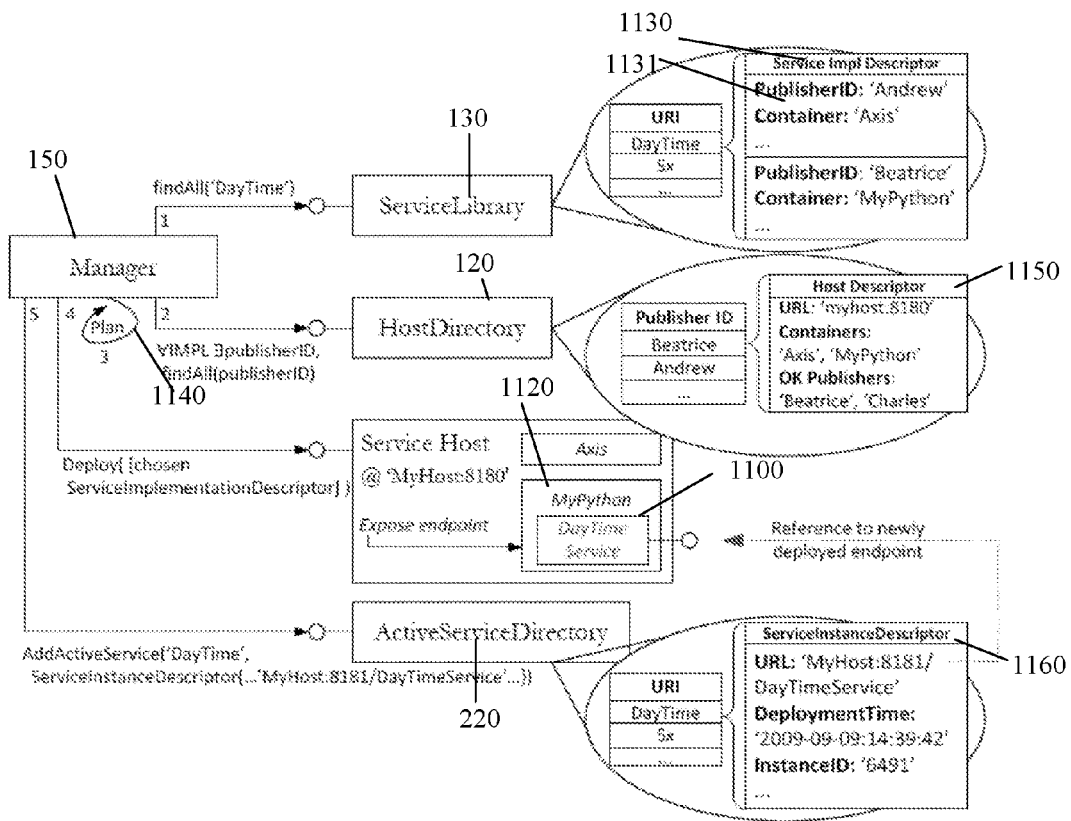 1130
Service Impl Descriptor
1131
PublisherID: 'Andrew'
Container: 'Axis'
...
PublisherID: 'Beatrice'
Container: 'MyPython'
...
URI
DayTime
Sx
...
130
150
findAll('DayTime')
1
ServiceLibrary
Manager
120
1150
Host Descriptor
URL: 'myhost:8180'
Containers:
'Axis', 'MyPython'
OK Publishers:
'Beatrice', 'Charles'
Publisher ID
Beatrice
Andrew
...
5
4
Plan
3
2
HostDirectory
∀IMPL ∃publisherID,
findAll(publisherID)
1140
1120
Service Host
@ 'MyHost:8180'
Axis
1100
Deploy( [chosen
ServiceImplementationDescriptor] )
MyPython
Expose endpoint
DayTime
Service
Reference to newly
deployed endpoint
ActiveServiceDirectory
AddActiveService('DayTime',
ServiceInstanceDescriptor{...'MyHost:8181/DayTimeService'...})
220
ServiceInstanceDescriptor
1160
URL: 'MyHost:8181/
DayTimeService'
DeploymentTime:
'2009-09-09:14:39:42'
InstanceID: '6491'
...
URI
DayTime
Sx
...